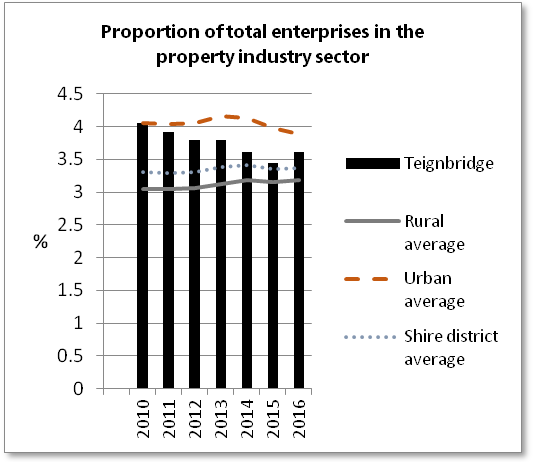 Proportion of total enterprises in the
property industry sector
4.5
4
3.5
3
2.5
2
1.5
1
0.5
0
%
2010
2011
2012
2013
2014
2015
2016
Teignbridge
Rural
average
Urban
average
Shire district
average